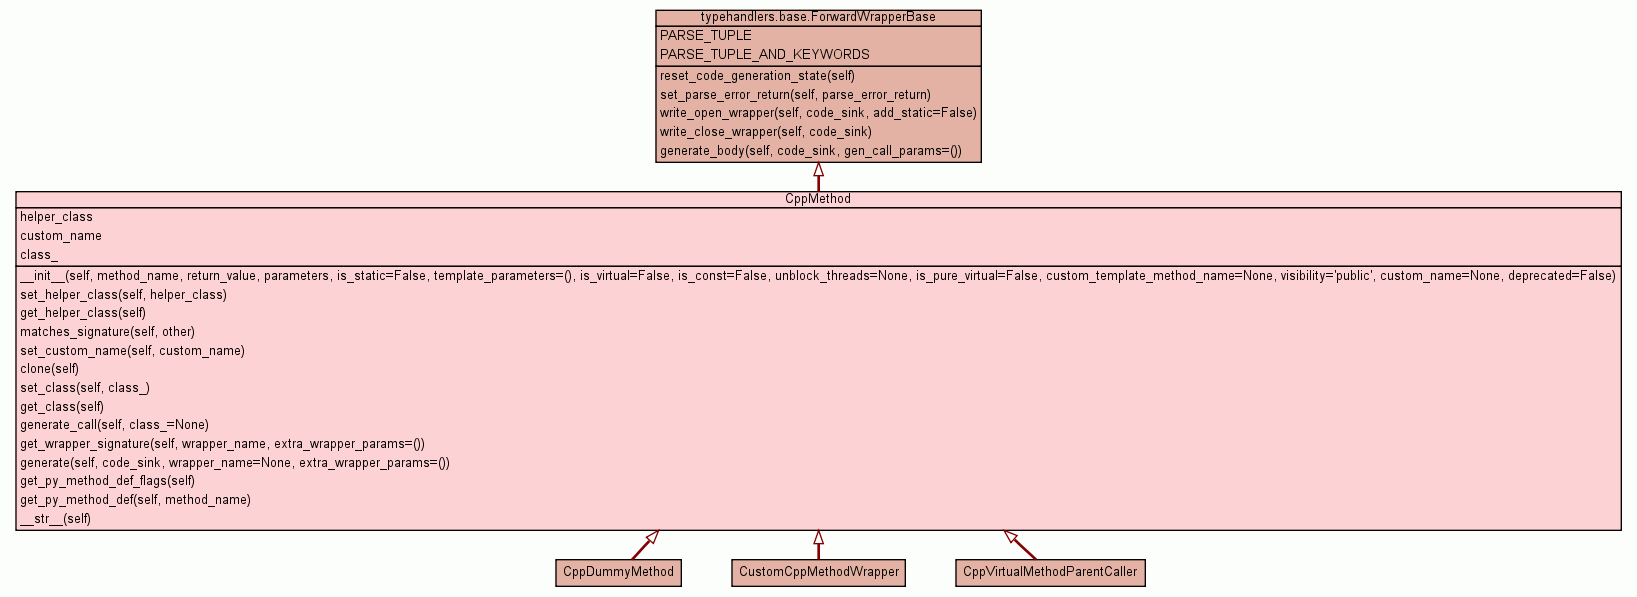 typehandlers.base.ForwardWrapperBase
PARSE_TUPLE
PARSE_TUPLE_AND_KEYWORDS
reset_code_generation_state(self)
set_parse_error_return(self, parse_error_return)
write_open_wrapper(self, code_sink, add_static=False)
write_close_wrapper(self, code_sink)
generate_body(self, code_sink, gen_call_params=())
CppMethod
helper_class
custom_name
class_
__init__(self, method_name, return_value, parameters, is_static=False, template_parameters=(), is_virtual=False, is_const=False, unblock_threads=None, is_pure_virtual=False, custom_template_method_name=None, visibility='public', custom_name=None, deprecated=False)
set_helper_class(self, helper_class)
get_helper_class(self)
matches_signature(self, other)
set_custom_name(self, custom_name)
clone(self)
set_class(self, class_)
get_class(self)
generate_call(self, class_=None)
get_wrapper_signature(self, wrapper_name, extra_wrapper_params=())
generate(self, code_sink, wrapper_name=None, extra_wrapper_params=())
get_py_method_def_flags(self)
get_py_method_def(self, method_name)
__str__(self)
CppDummyMethod
CustomCppMethodWrapper
CppVirtualMethodParentCaller